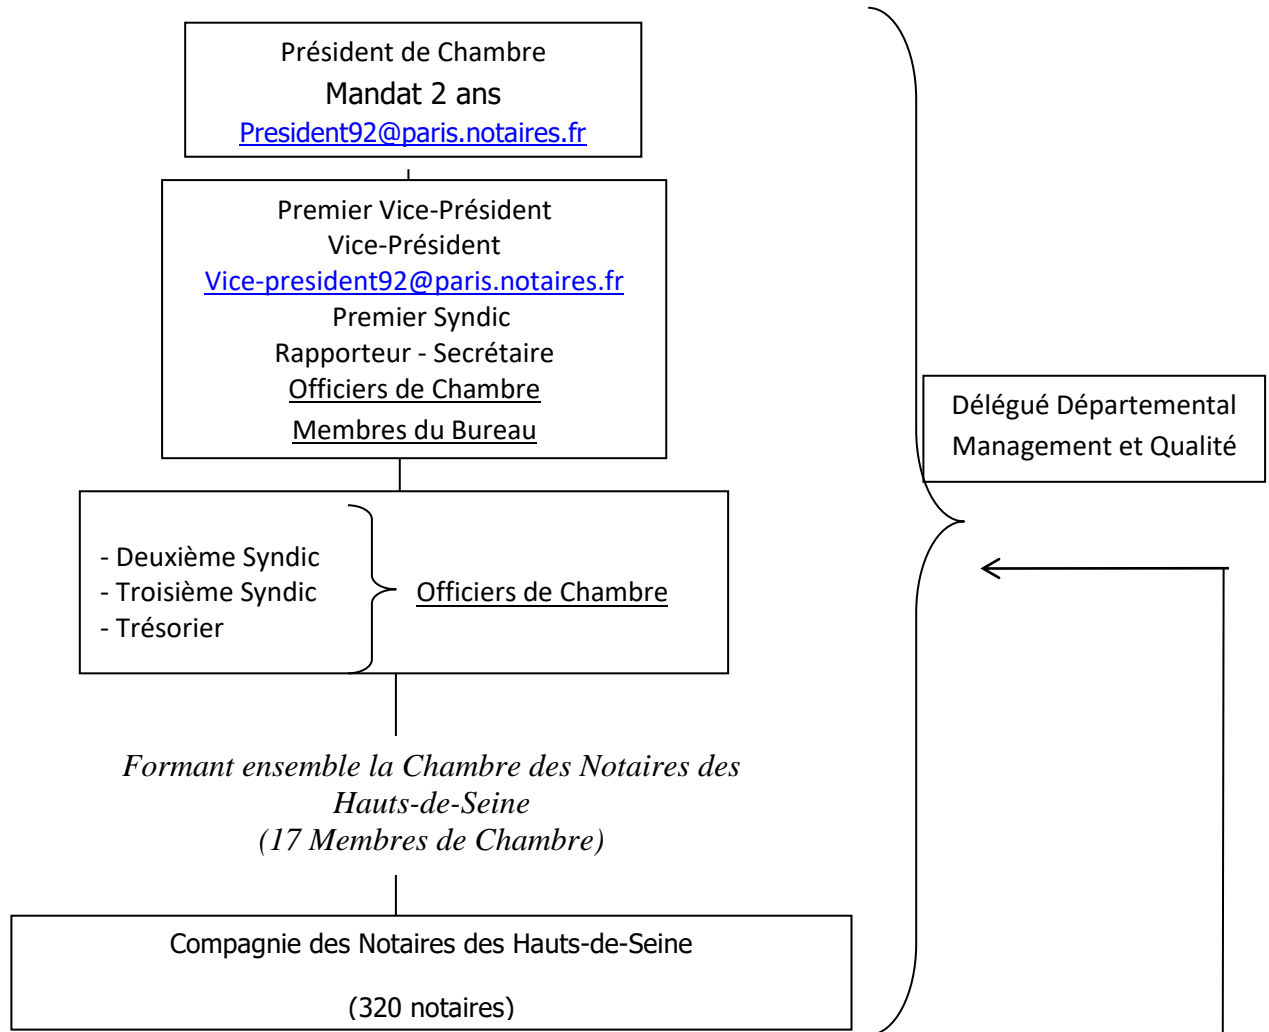 Président de Chambre
Mandat 2 ans
President92@paris.notaires.fr
Premier Vice-Président
Vice-Président
Vice-president92@paris.notaires.fr
Premier Syndic
Rapporteur - Secrétaire
Officiers de Chambre
Membres du Bureau
Délégué Départemental
Management et Qualité
- Deuxième Syndic
- Troisième Syndic
- Trésorier
Officiers de Chambre
Formant ensemble la Chambre des Notaires des
Hauts-de-Seine
(17 Membres de Chambre)
Compagnie des Notaires des Hauts-de-Seine
(320 notaires)